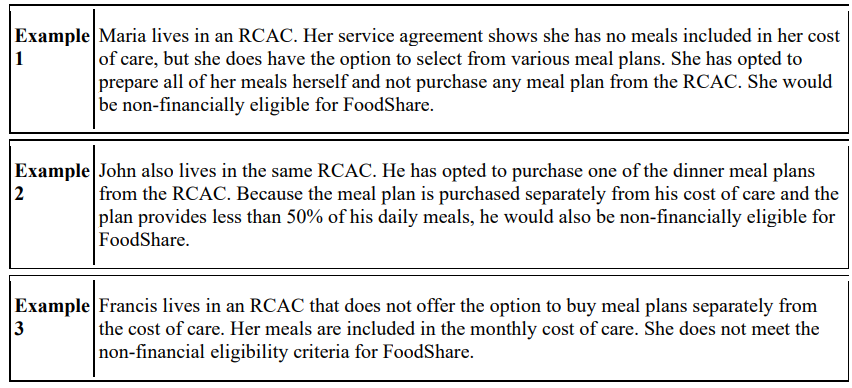 Example Maria lives in an RCAC. Her service agreement shows she has no meals included in her cost
1 of care, but she does have the option to select from various meal plans. She has opted to
prepare all of her meals herself and not purchase any meal plan from the RCAC. She would
be non-financially eligible for FoodShare.
Example John also lives in the same RCAC. He has opted to purchase one of the dinner meal plans
2 from the RCAC. Because the meal plan is purchased separately from his cost of care and the
plan provides less than 50% of his daily meals, he would also be non-financially eligible for
FoodShare.
Example Francis lives in an RCAC that does not offer the option to buy meal plans separately from
3 the cost of care. Her meals are included in the monthly cost of care. She does not meet the
non-financial eligibility criteria for FoodShare.